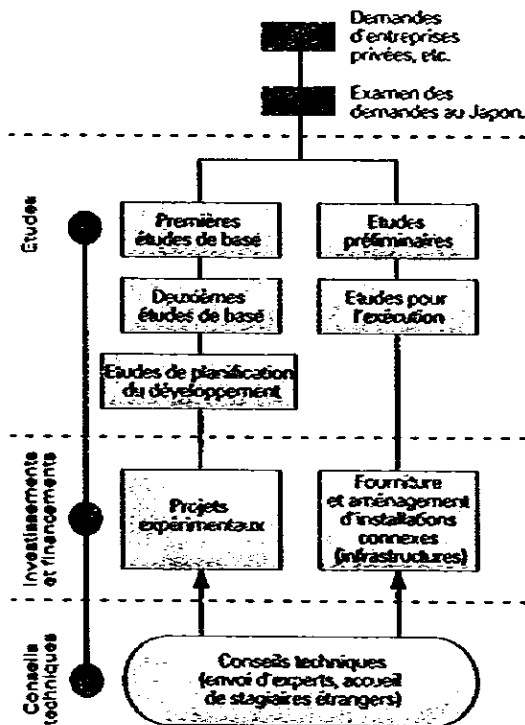 Demandes
d'entreprises
privées, etc.
Examen des
demandes au Japon.
Etudes
Premières
études de base
Etudes
préliminaires
Deuxièmes
études de base
Etudes pour
l'exécution
Etudes de planification
du développement
Investissements
et financements
Projets
expérimentaux
Fourniture
et aménagement
d'installations
connexes
(infrastructures)
Conseils
techniques
Conseils techniques
(envoi d'experts, accueil
de stagiaires étrangers)